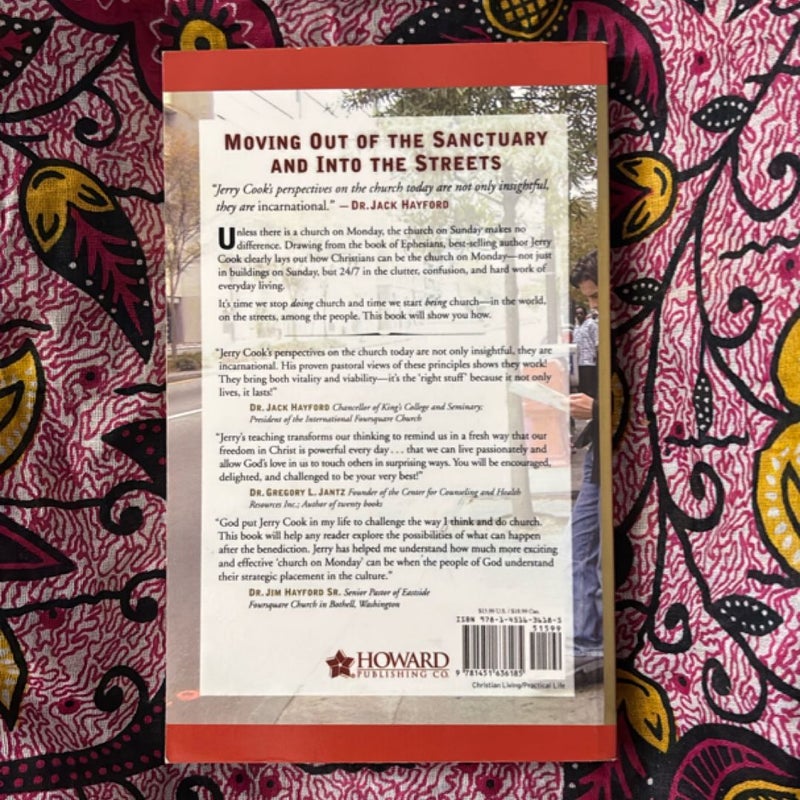 MOVING OUT OF THE SANCTUARY
AND INTO THE STREETS
"Jerry Cook's perspectives on the church today are not only insightful,
they are incarnational." — DR. JACK HAYFORD
Unless there is a church on Monday, the church on Sunday makes no
difference. Drawing from the book of Ephesians, best-selling author Jerry
Cook clearly lays out how Christians can be the church on Monday—not just
in buildings on Sunday, but 24/7 in the clutter, confusion, and hard work of
everyday living.
It's time we stop doing church and time we start being church—in the world,
on the streets, among the people. This book will show you how.
"Jerry Cook's perspectives on the church today are not only insightful, they are
incarnational. His proven pastoral views of these principles shows they work!
They bring both vitality and viability—it's the 'right stuff' because it not only
lives, it lasts!"
DR. JACK HAYFORD Chancellor of King's College and Seminary;
President of the International Foursquare Church
"Jerry's teaching transforms our thinking to remind us in a fresh way that our
freedom in Christ is powerful every day . . . that we can live passionately and
allow God's love in us to touch others in surprising ways. You will be encouraged,
delighted, and challenged to be your very best!"
DR. GREGORY L. JANTZ Founder of the Center for Counseling and Health
Resources Inc.; Author of twenty books
"God put Jerry Cook in my life to challenge the way I think and do church.
This book will help any reader explore the possibilities of what can happen
after the benediction. Jerry has helped me understand how much more exciting
and effective 'church on Monday' can be when the people of God understand
their strategic placement in the culture."
DR. JIM HAYFORD SR. Senior Pastor of Eastside
Foursquare Church in Bothell, Washington
$15.99 U.S. / $18.99 Can.
ISBN 978-1-4516-3618-5
51599
9 781451 636185
HOWARD
PUBLISHING CO.
Christian Living/Practical Life